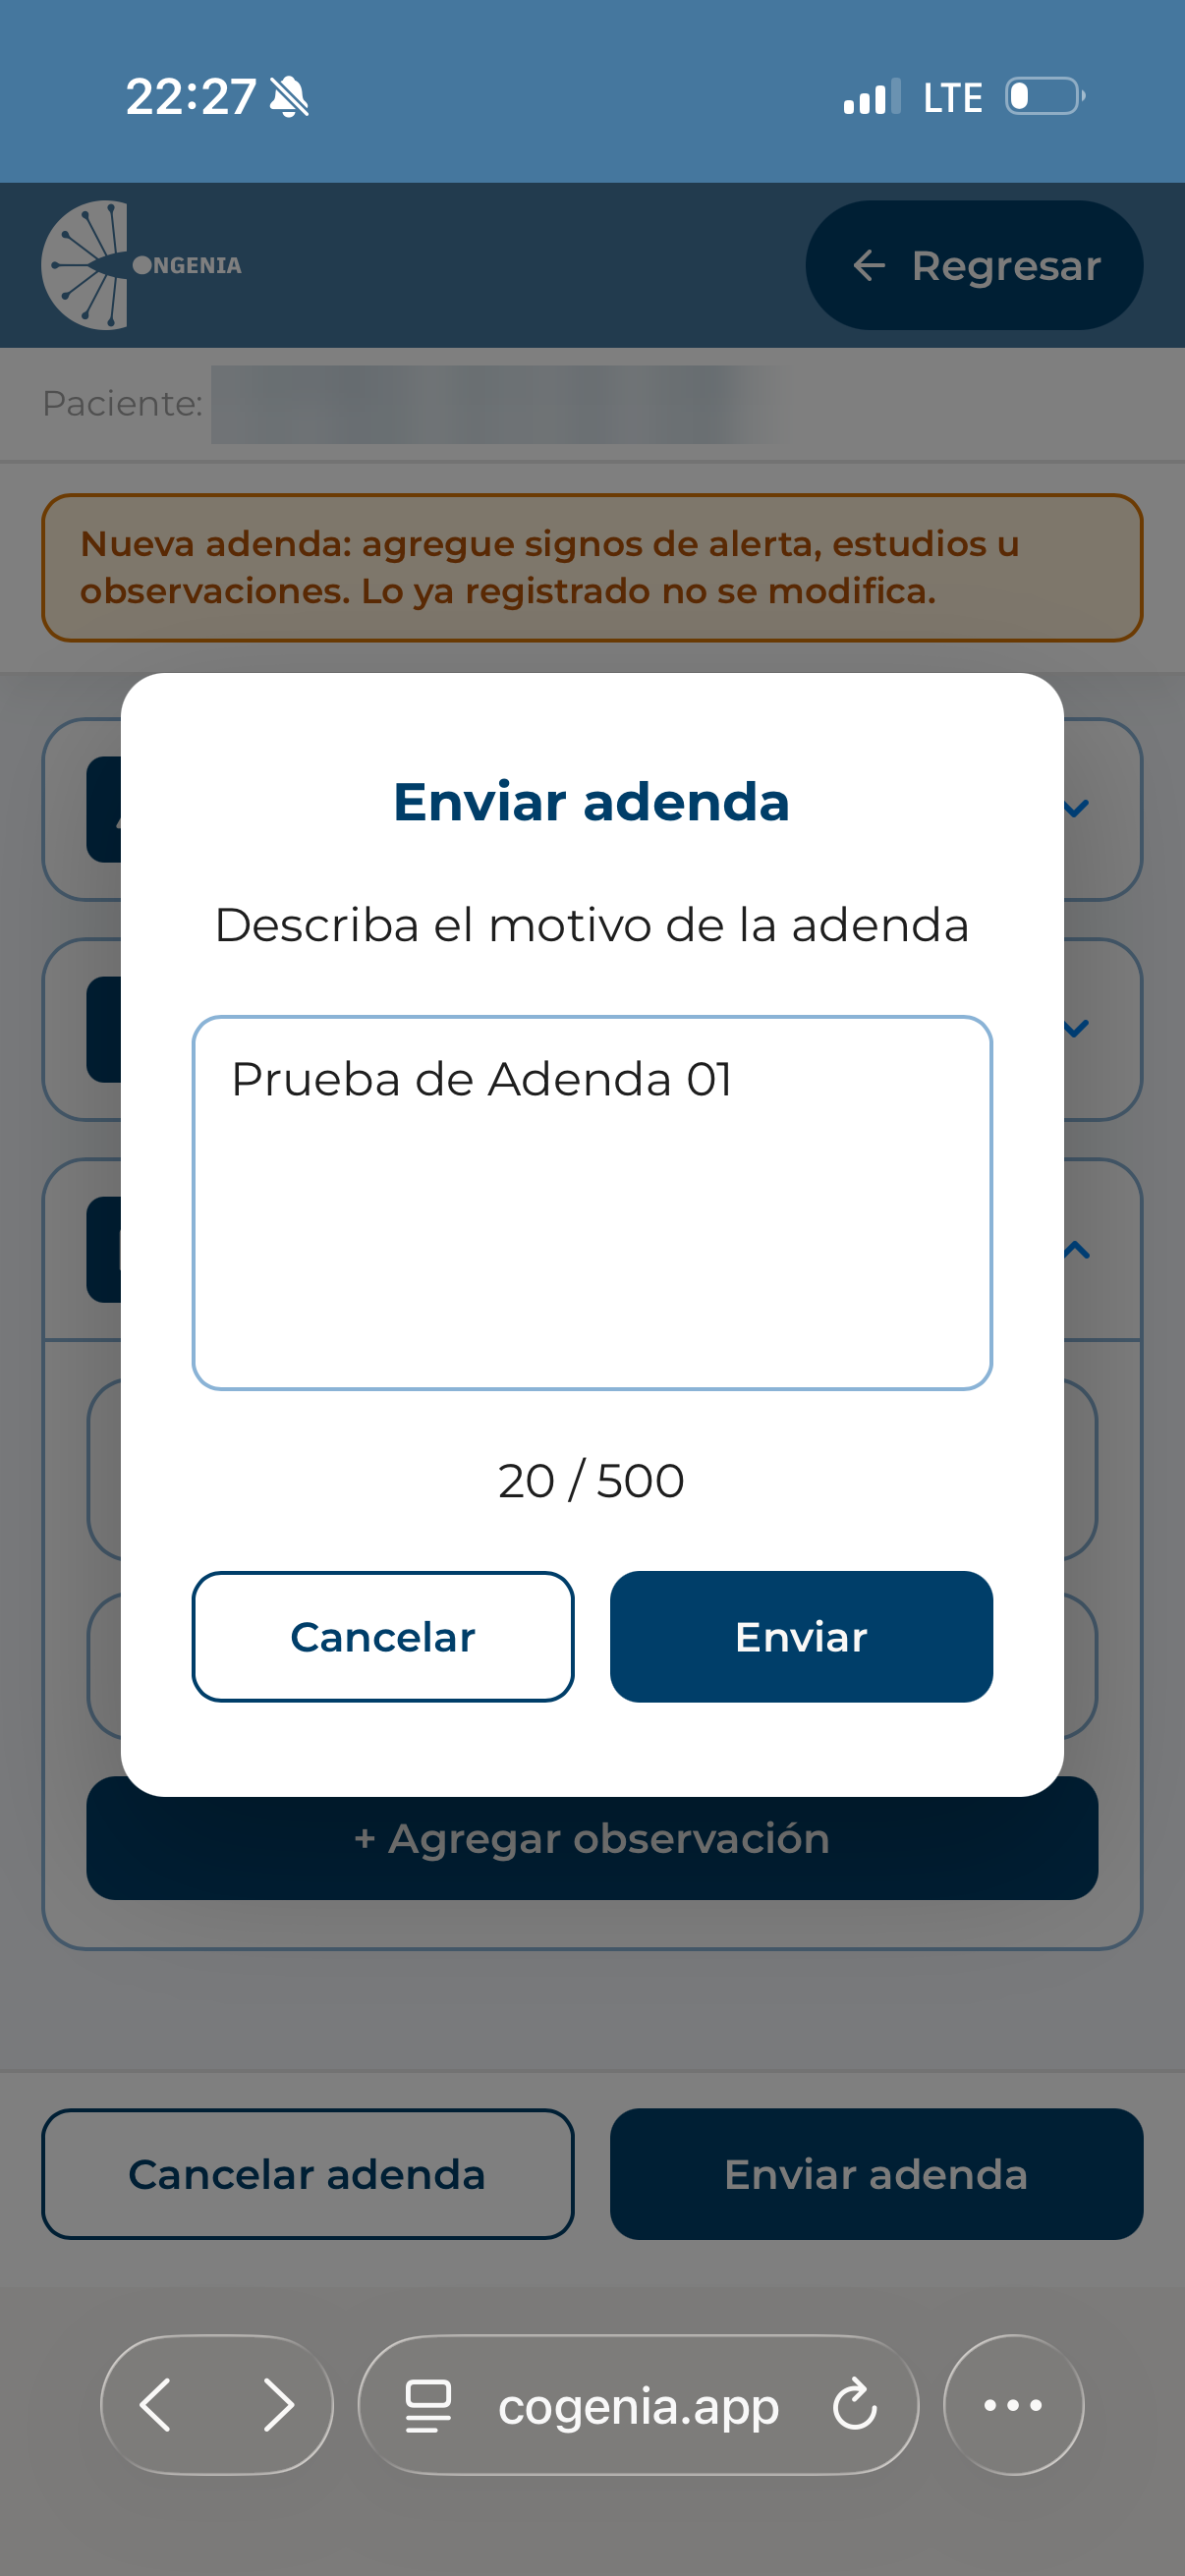 22:27
LTE
ONGENIA
← Regresar
Paciente:
Nueva adenda: agregue signos de alerta, estudios u
observaciones. Lo ya registrado no se modifica.
Enviar adenda
Describa el motivo de la adenda
Prueba de Adenda 01
20 / 500
Cancelar
Enviar
+ Agregar observación
Cancelar adenda
Enviar adenda
cogenia.app